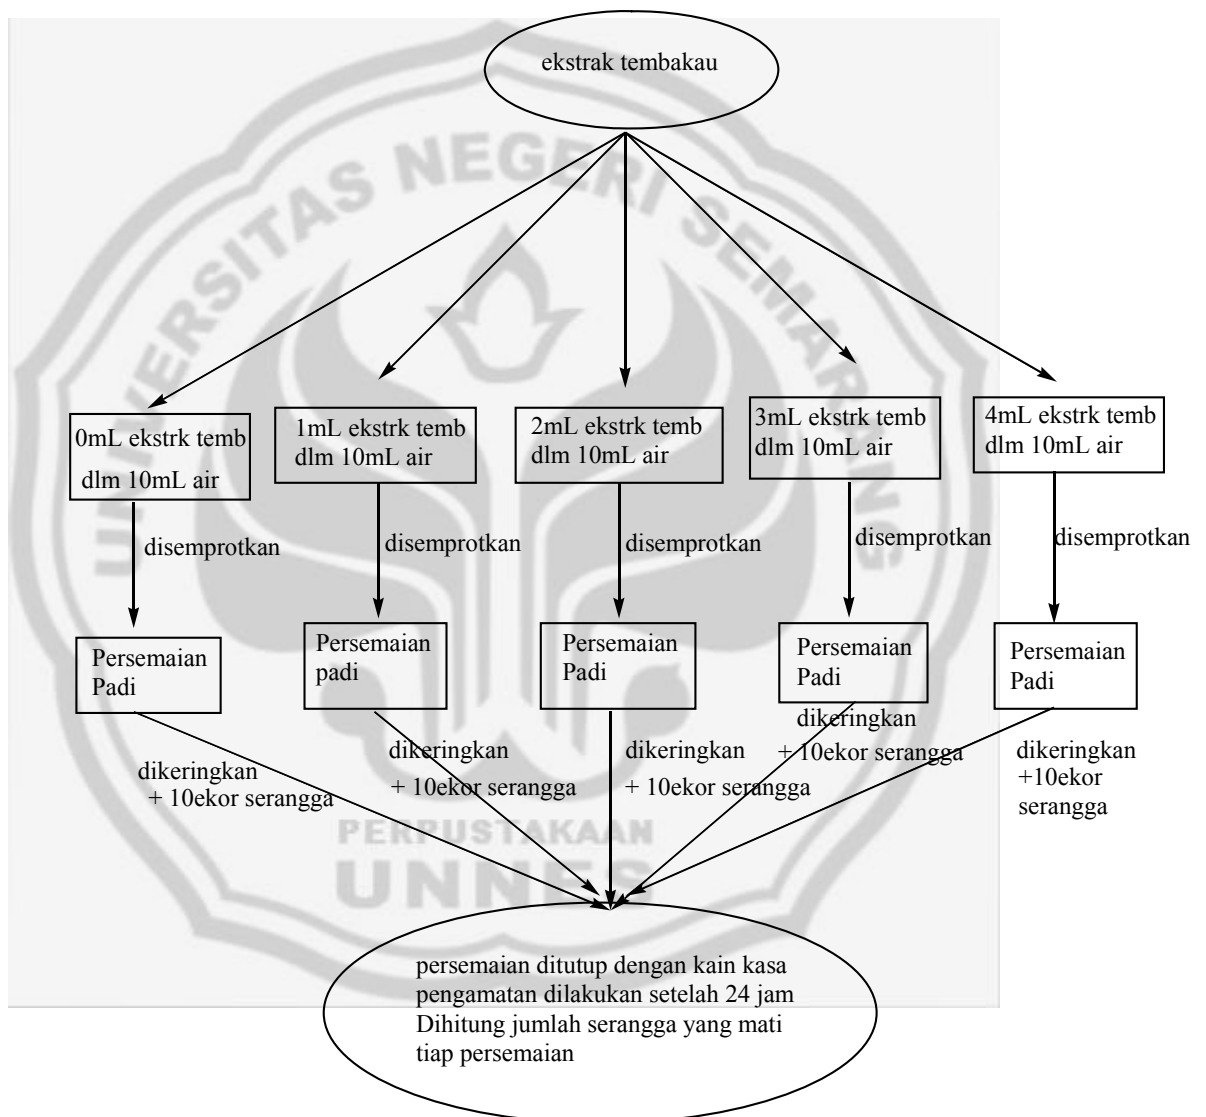 ekstrak tembakau
UNIVERSITAS NEGERI SEMARANG
0mL ekstrk temb
dlm 10mL air
1mL ekstrk temb
dlm 10mL air
2mL ekstrk temb
dlm 10mL air
3mL ekstrk temb
dlm 10mL air
4mL ekstrk temb
dlm 10mL air
disemprotkan
disemprotkan
disemprotkan
disemprotkan
disemprotkan
Persemaian
Padi
Persemaian
padi
Persemaian
Padi
Persemaian
Padi
Persemaian
Padi
dikeringkan
+ 10ekor serangga
dikeringkan
+ 10ekor serangga
dikeringkan
+ 10ekor serangga
dikeringkan
+ 10ekor serangga
dikeringkan
+10ekor
serangga
PERPUSTAKAAN
UNNES
persemaian ditutup dengan kain kasa
pengamatan dilakukan setelah 24 jam
Dihitung jumlah serangga yang mati
tiap persemaian